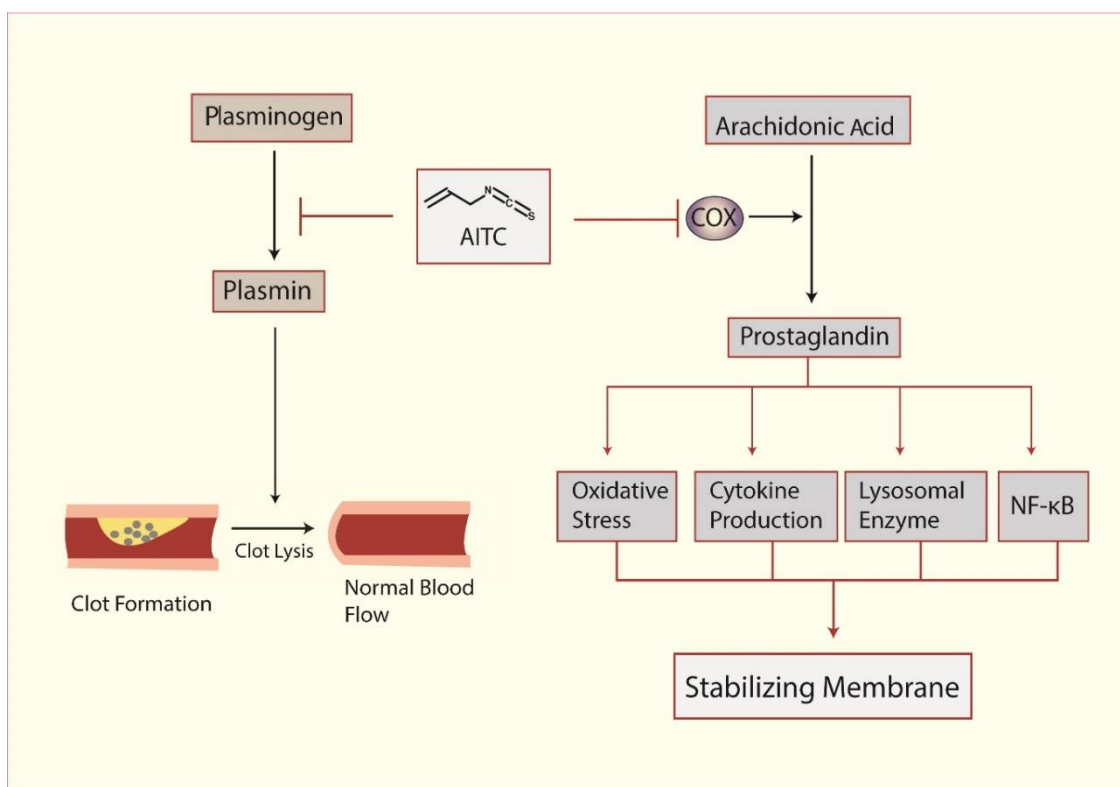 Plasminogen
Arachidonic Acid
N
C
S
AITC
COX
Plasmin
Prostaglandin
Oxidative
Stress
Cytokine
Production
Lysosomal
Enzyme
NF-κB
Clot Lysis
Clot Formation
Normal Blood
Flow
Stabilizing Membrane